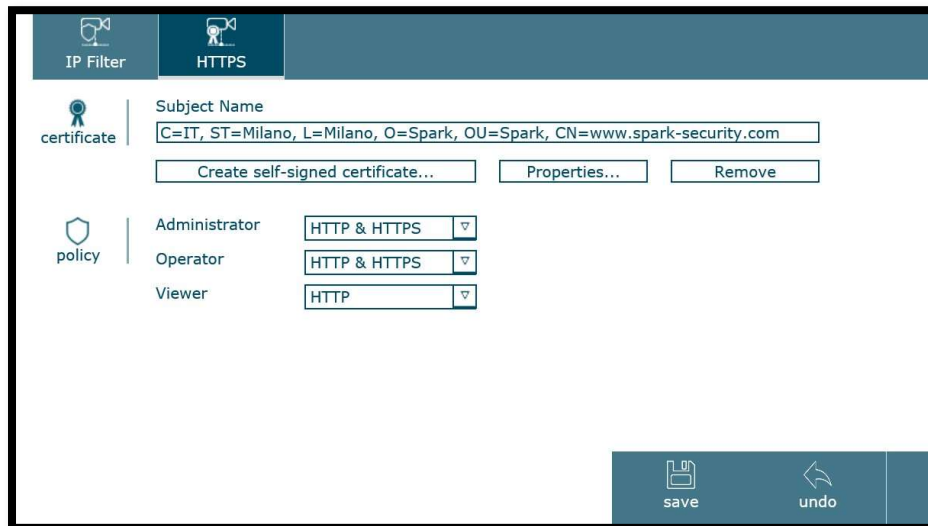 IP Filter
HTTPS
certificate
Subject Name
C=IT, ST=Milano, L=Milano, O=Spark, OU=Spark, CN=www.spark-security.com
Create self-signed certificate...
Properties...
Remove
policy
Administrator
HTTP & HTTPS
Operator
HTTP & HTTPS
Viewer
HTTP
save
undo